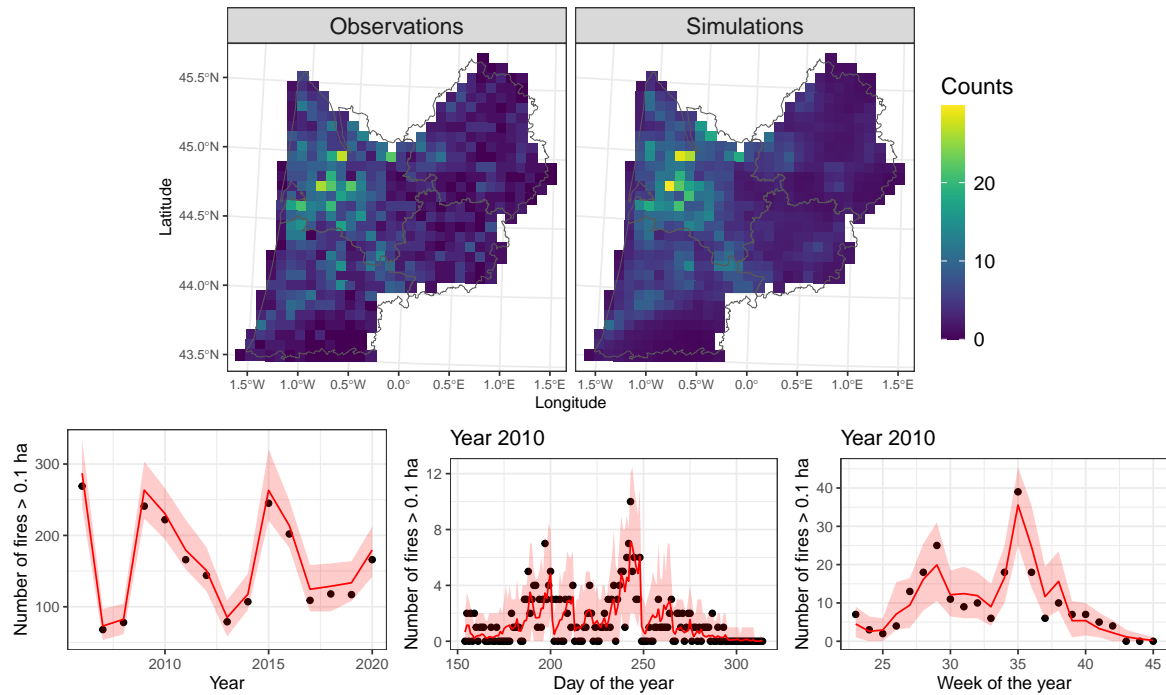 Observations Simulations
45.5°N
45.0°N
44.5°N
44.0°N
43.5°N
Latitude
1.5°W 1.0°W 0.5°W 0.0° 0.5°E 1.0°E 1.5°E 1.5°W 1.0°W 0.5°W 0.0° 0.5°E 1.0°E 1.5°E
Longitude
Counts
20
10
0
Number of fires > 0.1 ha
300
200
100
2010 2015 2020
Year
Year 2010
Number of fires > 0.1 ha
12
8
4
0
150 200 250 300
Day of the year
Year 2010
Number of fires > 0.1 ha
40
30
20
10
0
25 30 35 40 45
Week of the year